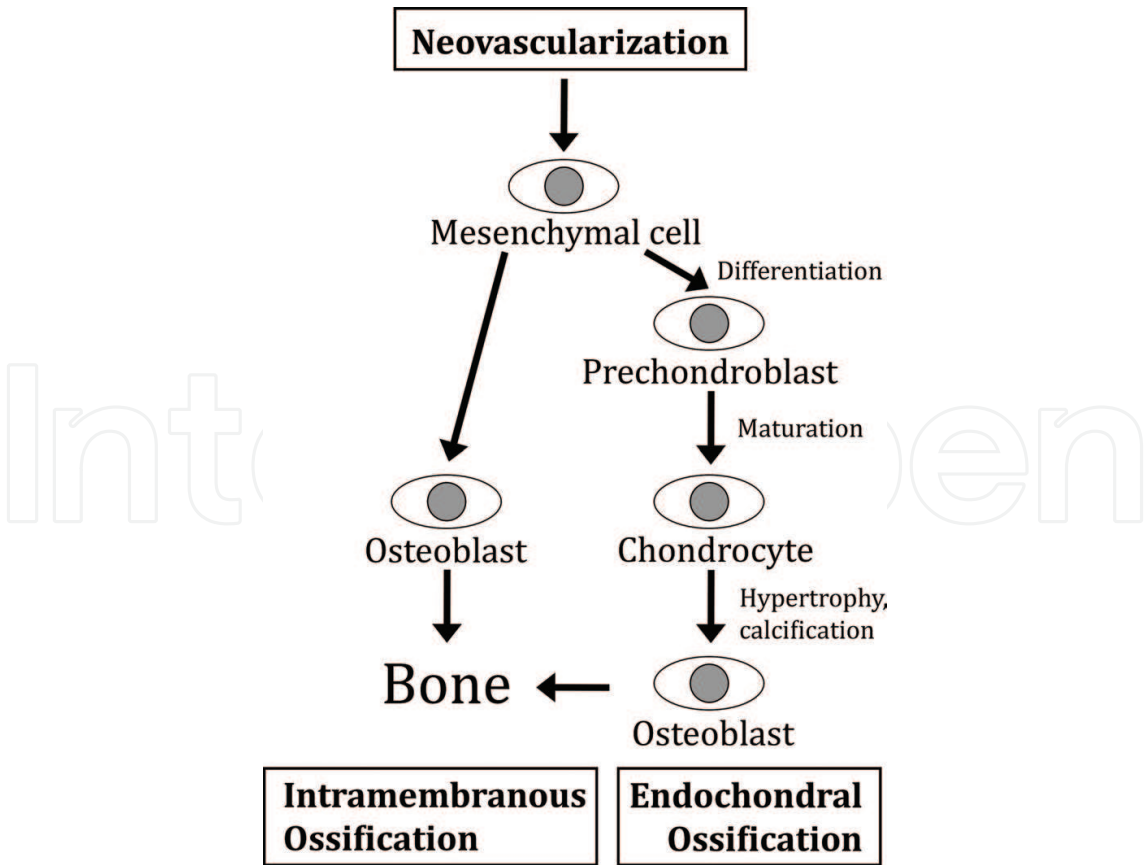 Neovascularization
Mesenchymal cell
Differentiation
Prechondroblast
Maturation
Osteoblast
Chondrocyte
Hypertrophy,
calcification
Bone
Osteoblast
Intramembranous
Ossification
Endochondral
Ossification